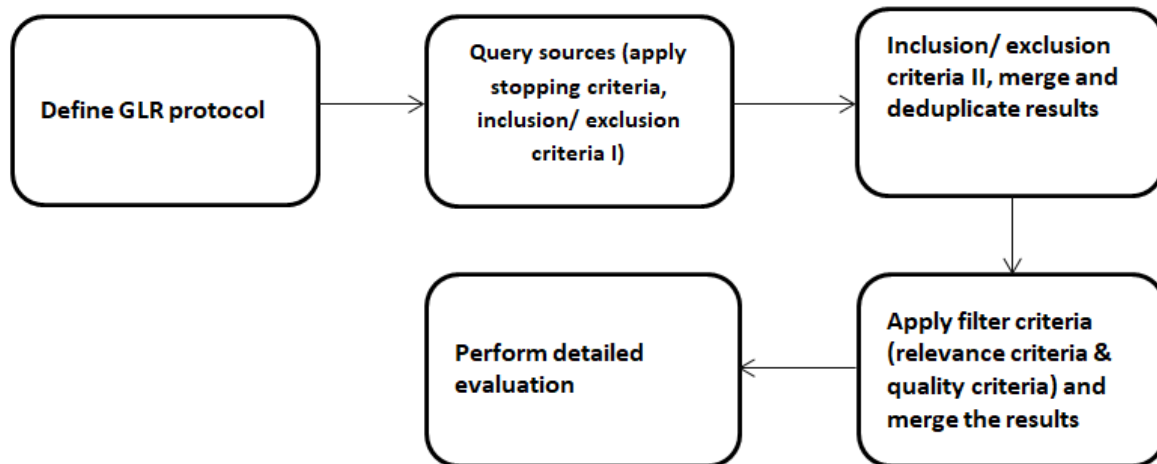 Define GLR protocol
Query sources (apply
stopping criteria,
inclusion/ exclusion
criteria I)
Inclusion/ exclusion
criteria II, merge and
deduplicate results
Apply filter criteria
(relevance criteria &
quality criteria) and
merge the results
Perform detailed
evaluation